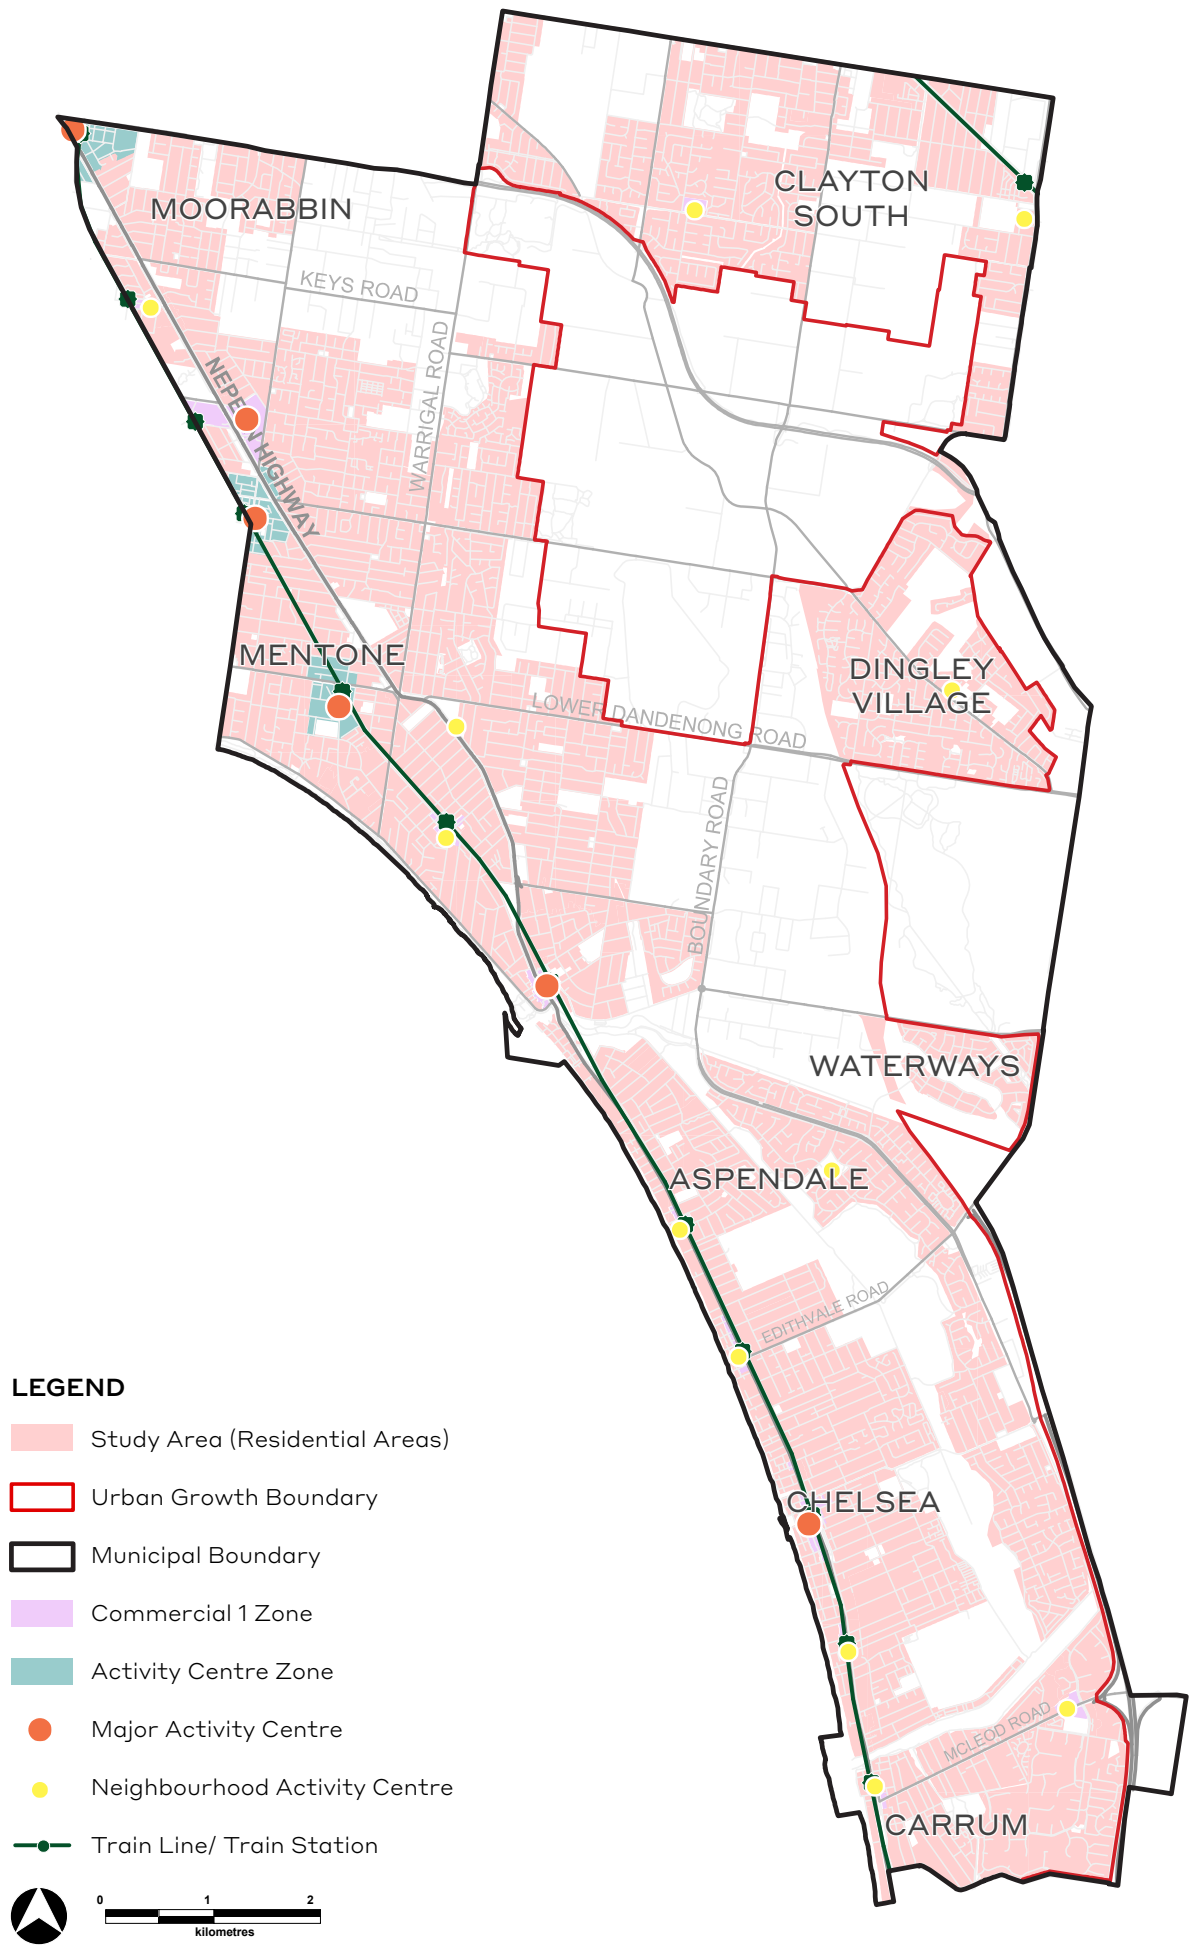 CLAYTON
SOUTH
MOORABBIN
KEYS ROAD
WARRIGAL ROAD
HIGHWAY
MENTONE
DINGLEY
VILLAGE
LOWER DANDENONG ROAD
BOUNDARY ROAD
WATERWAYS
ASPENDALE
EDITHVALE ROAD
CHELSEA
MCLEOD ROAD
CARRUM
LEGEND
Study Area (Residential Areas)
Urban Growth Boundary
Municipal Boundary
Commercial 1 Zone
Activity Centre Zone
Major Activity Centre
Neighbourhood Activity Centre
Train Line/ Train Station
0 1 2
kilometres